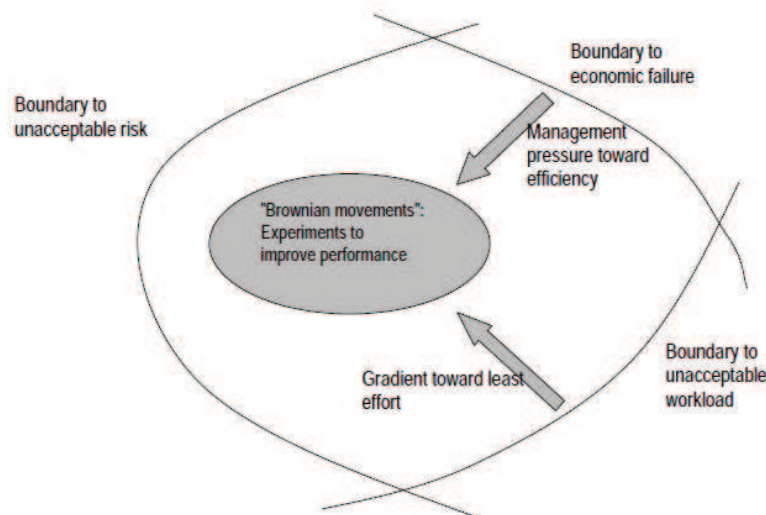 Boundary to
economic failure
Boundary to
unacceptable risk
Management
pressure toward
efficiency
"Brownian movements":
Experiments to
improve performance
Boundary to
unacceptable
workload
Gradient toward least
effort